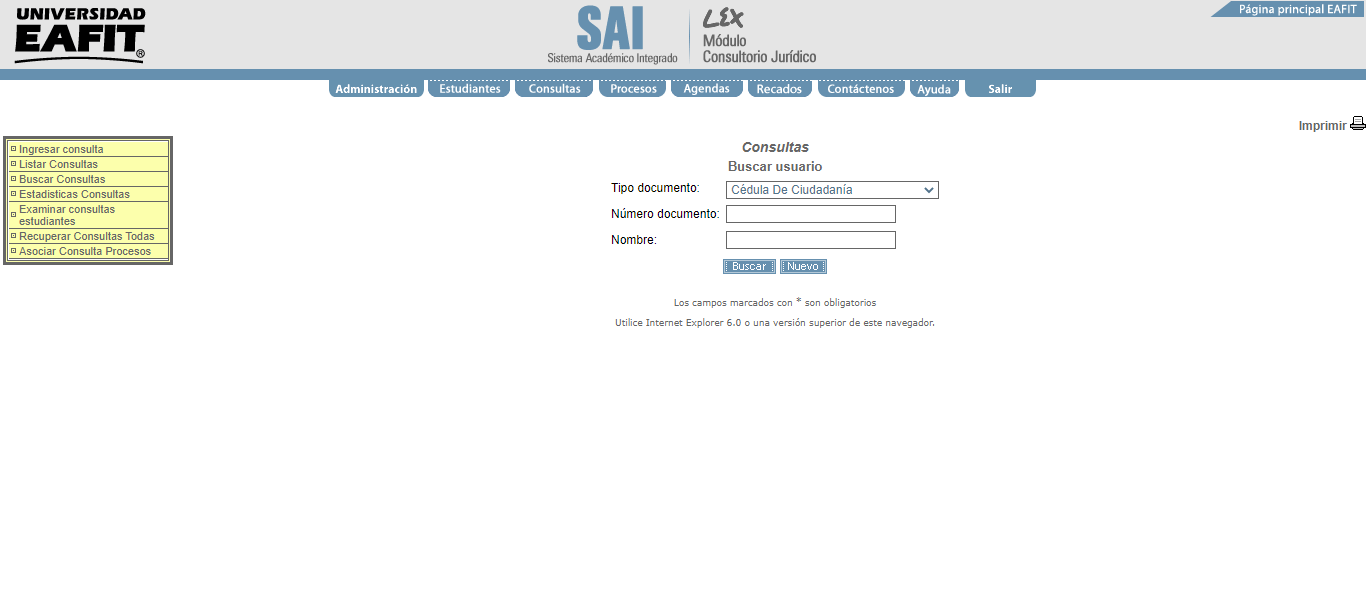 UNIVERSIDAD
EAFIT®
SAI
Sistema Académico Integrado
LEX
Módulo
Consultorio Jurídico
Página principal EAFIT
Administración Estudiantes Consultas Procesos Agendas Recados Contáctenos Ayuda Salir
Imprimir
Ingresar consulta
Listar Consultas
Buscar Consultas
Estadisticas Consultas
Examinar consultas
estudiantes
Recuperar Consultas Todas
Asociar Consulta Procesos
Consultas
Buscar usuario
Tipo documento: Cédula De Ciudadanía
Número documento:
Nombre:
Buscar Nuevo
Los campos marcados con * son obligatorios
Utilice Internet Explorer 6.0 o una versión superior de este navegador.